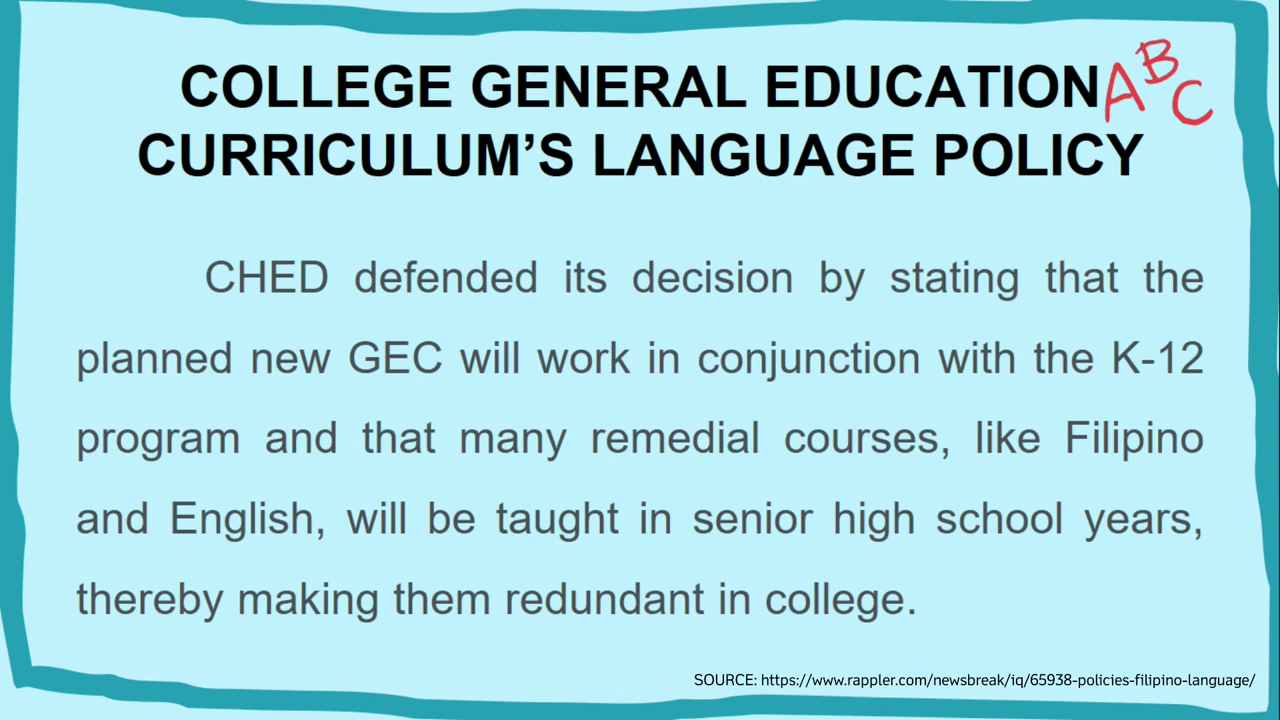 COLLEGE GENERAL EDUCATION
CURRICULUM'S LANGUAGE POLICY
ABC
CHED defended its decision by stating that the
planned new GEC will work in conjunction with the K-12
program and that many remedial courses, like Filipino
and English, will be taught in senior high school years,
thereby making them redundant in college.
SOURCE: https://www.rappler.com/newsbreak/iq/65938-policies-filipino-language/